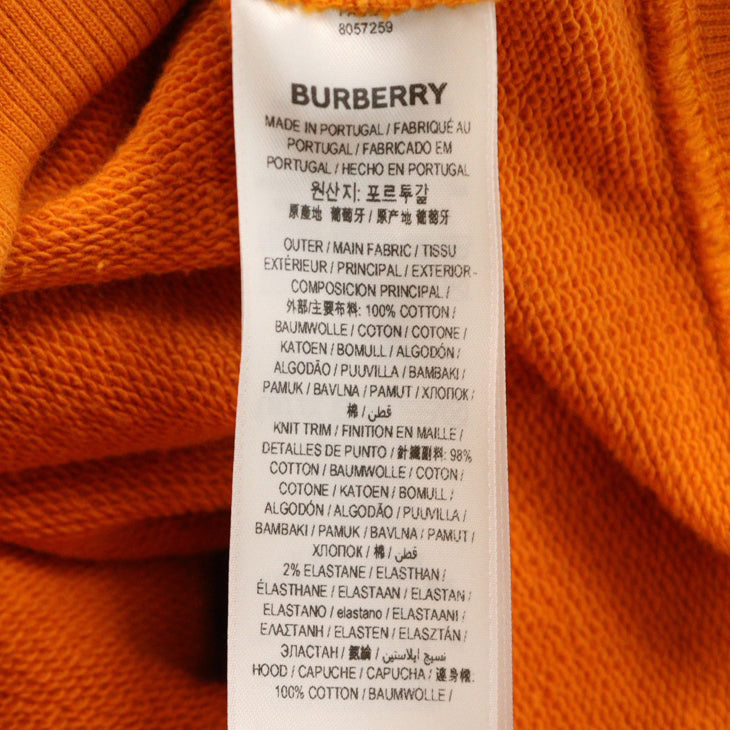 8057259
BURBERRY
MADE IN PORTUGAL / FABRIQUÉ AU
PORTUGAL / FABRICADO EM
PORTUGAL / HECHO EN PORTUGAL
원산지: 포르투갈
原產地 葡萄牙 / 原产地 葡萄牙
OUTER / MAIN FABRIC / TISSU
EXTÉRIEUR / PRINCIPAL / EXTERIOR -
COMPOSICION PRINCIPAL /
外部/主要布料: 100% COTTON /
BAUMWOLLE / COTON / COTONE /
KATOEN / BOMULL / ALGODÓN /
ALGODÃO / PUUVILLA / BAMBAKI /
PAMUK / BAVLNA / PAMUT / ХЛОПОК /
棉 / قطن /
KNIT TRIM / FINITION EN MAILLE /
DETALLES DE PUNTO / 針織副料: 98%
COTTON / BAUMWOLLE / COTON /
COTONE / KATOEN / BOMULL /
ALGODÓN / ALGODÃO / PUUVILLA /
BAMBAKI / PAMUK / BAVLNA / PAMUT /
ХЛОПОК / 棉 / قطن /
2% ELASTANE / ELASTHAN /
ÉLASTHANE / ELASTAAN / ELASTAN /
ELASTANO / elastano / ELASTAANI /
ΕΛΑΣΤΑΝΗ / ELASTEN / ELASZTÁN /
ЭЛАСТАН / 氨綸 / نسيج ايلاستين /
HOOD / CAPUCHE / CAPUCHA / 連身帽:
100% COTTON / BAUMWOLLE /